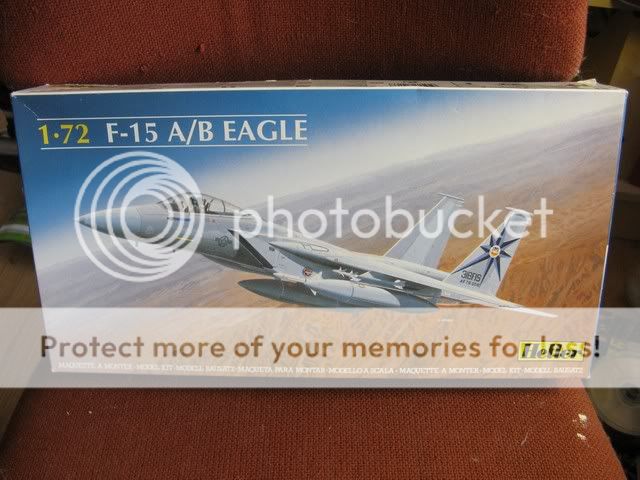 1·72 F-15 A/B EAGLE
photobucket
318FIS
Protect more of your memories for less!
Heller
MAQUETTE A MONTER - MODEL KIT - MODELL BAUSATZ - MAQUETA PARA MONTAR - MODELLO A SCALA - MAQUETTE A MONTER - MODEL KIT - MODELL BAUSATZ